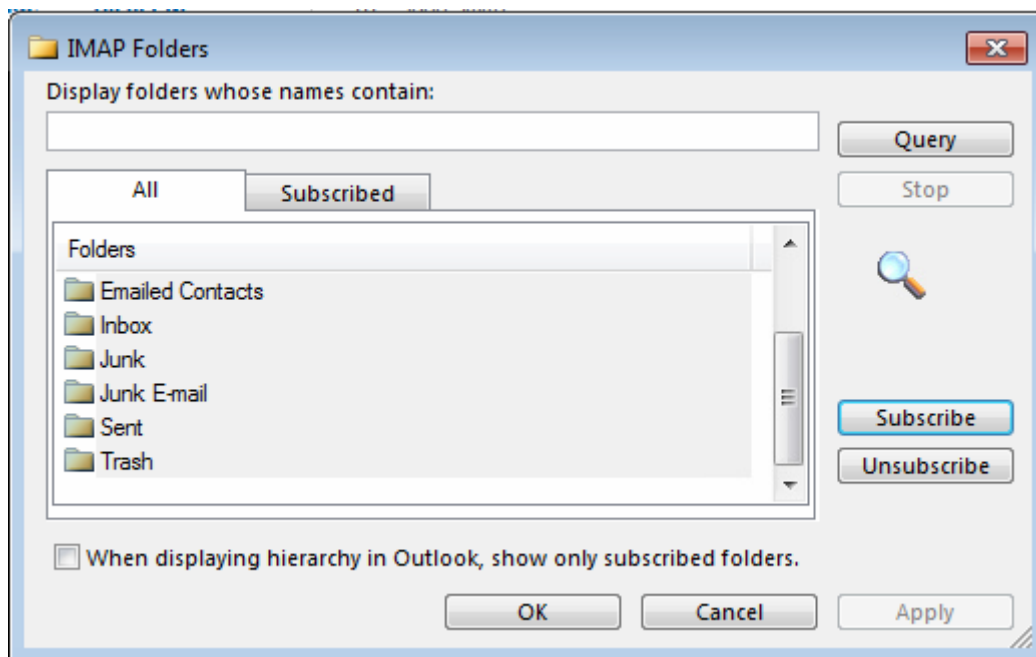 IMAP Folders
Display folders whose names contain:
Query
All
Subscribed
Stop
Folders
Emailed Contacts
Inbox
Junk
Junk E-mail
Sent
Trash
Subscribe
Unsubscribe
When displaying hierarchy in Outlook, show only subscribed folders.
OK
Cancel
Apply